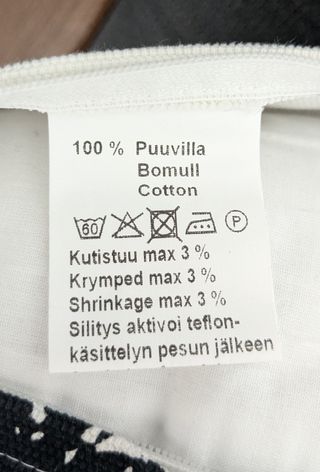 100 % Puuvilla
Bomull
Cotton
60 P
Kutistuu max 3 %
Krymped max 3 %
Shrinkage max 3 %
Silitys aktivoi teflon-
käsittelyn pesun jälkeen